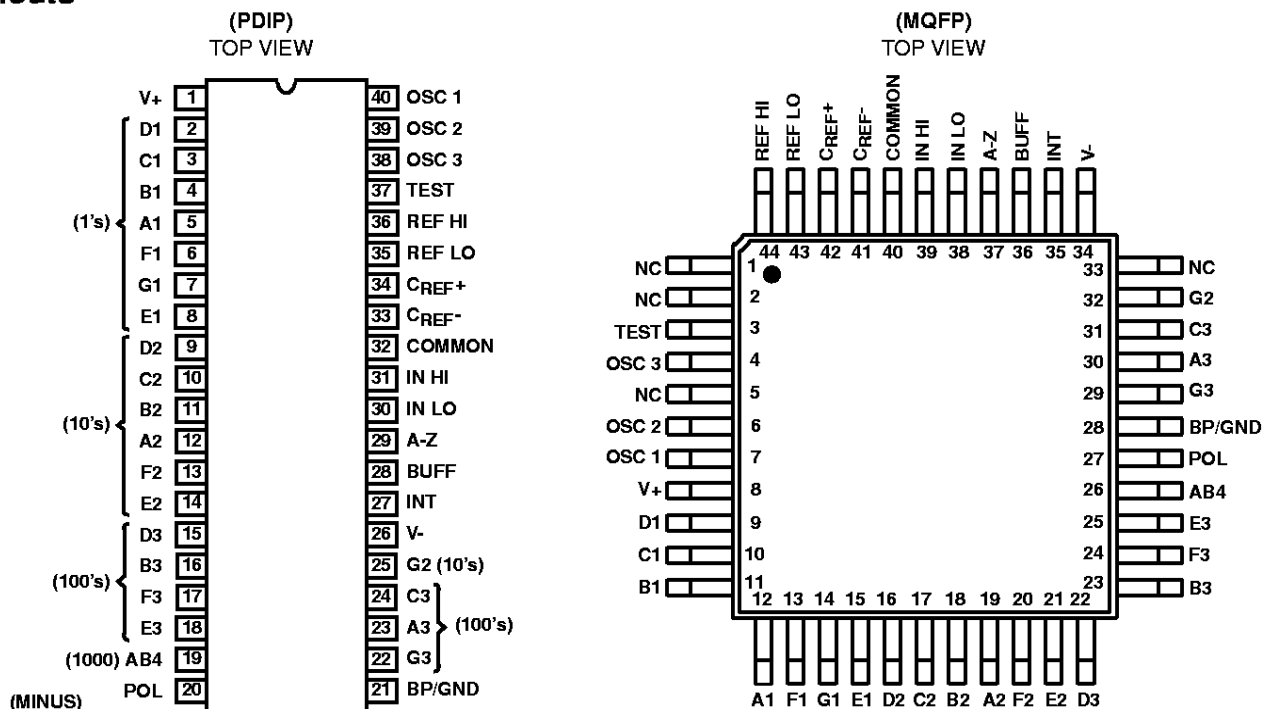 (PDIP)
TOP VIEW
V+ 1 40 OSC 1
D1 2 39 OSC 2
C1 3 38 OSC 3
B1 4 37 TEST
(1's) A1 5 36 REF HI
F1 6 35 REF LO
G1 7 34 CREF+
E1 8 33 CREF-
D2 9 32 COMMON
C2 10 31 IN HI
B2 11 30 IN LO
(10's)
A2 12 29 A-Z
F2 13 28 BUFF
E2 14 27 INT
D3 15 26 V-
B3 16 25 G2 (10's)
(100's)
F3 17 24 C3
E3 18 23 A3 (100's)
(1000) AB4 19 22 G3
POL 20 21 BP/GND
(MINUS)
(MQFP)
TOP VIEW
REF HI
REF LO
CREF+
CREF-
COMMON
IN HI
IN LO
A-Z
BUFF
INT
V-
44 43 42 41 40 39 38 37 36 35 34
NC 1 33 NC
NC 2 32 G2
TEST 3 31 C3
OSC 3 4 30 A3
NC 5 29 G3
OSC 2 6 28 BP/GND
OSC 1 7 27 POL
V+ 8 26 AB4
D1 9 25 E3
C1 10 24 F3
B1 11 23 B3
12 13 14 15 16 17 18 19 20 21 22
A1 F1 G1 E1 D2 C2 B2 A2 F2 E2 D3